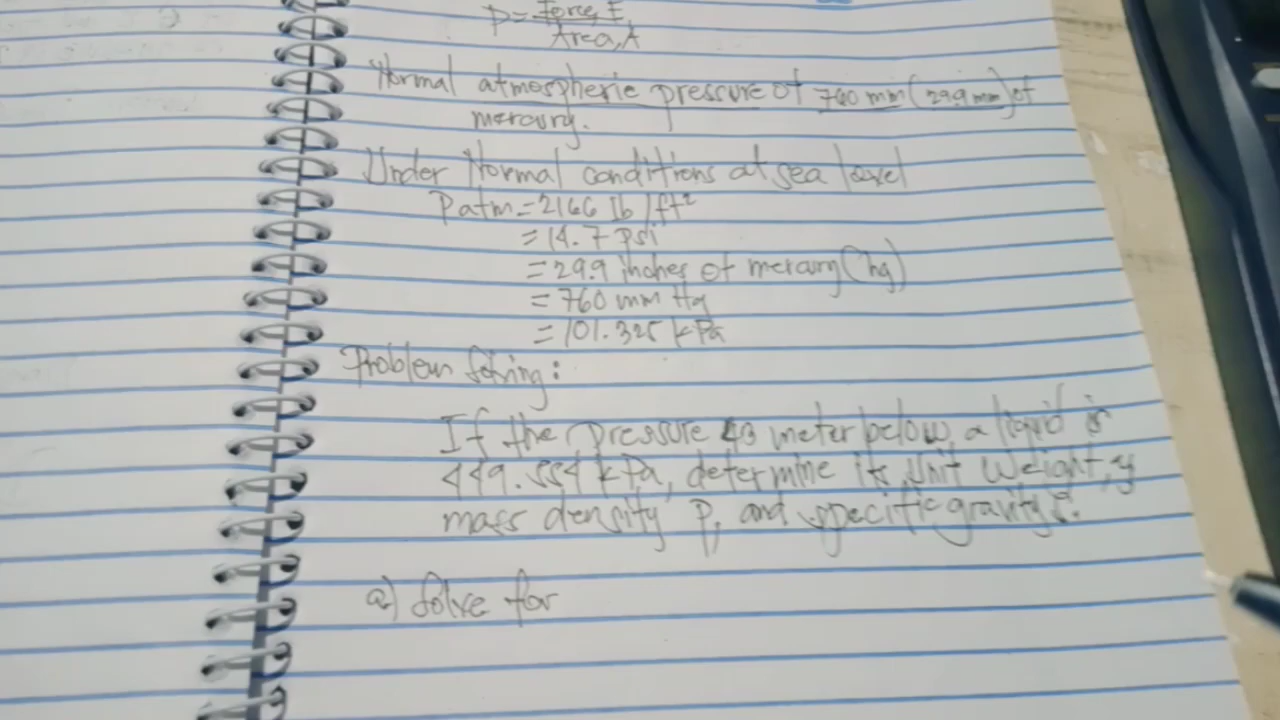 P = Force, F
Area, A
Normal atmospheric pressure of 760 mm (29.9 mm) of
mercury.
Under Normal conditions at sea level
Patm = 2166 lb/ft²
= 14.7 psi
= 29.9 inches of mercury (hg)
= 760 mm Hg
= 101.325 kPa
Problem Solving:
If the pressure 40 meter below a liquid is
449.554 kPa, determine its Unit Weight, γ
mass density ρ, and specific gravity
a) Solve for